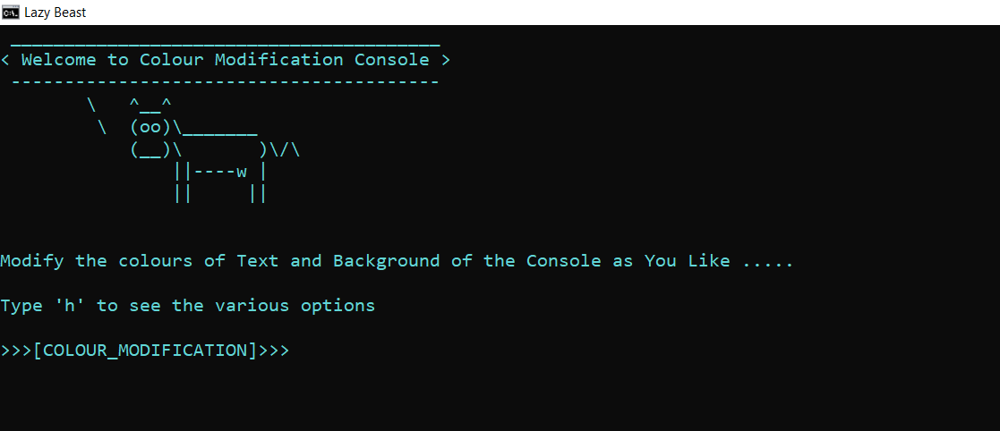 Lazy Beast
 ________________________________________
< Welcome to Colour Modification Console >
 ----------------------------------------
        \   ^__^
         \  (oo)\_______
            (__)\       )\/\
                ||----w |
                ||     ||
Modify the colours of Text and Background of the Console as You Like .....
Type 'h' to see the various options
>>>[COLOUR_MODIFICATION]>>>